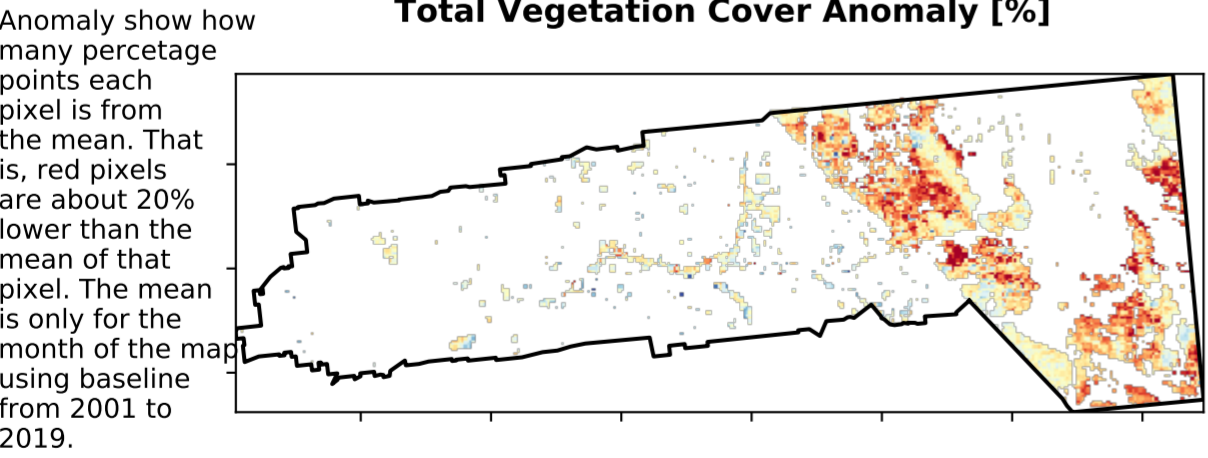 Total Vegetation Cover Anomaly [%]
Anomaly show how
many percetage
points each
pixel is from
the mean. That
is, red pixels
are about 20%
lower than the
mean of that
pixel. The mean
is only for the
month of the map
using baseline
from 2001 to
2019.